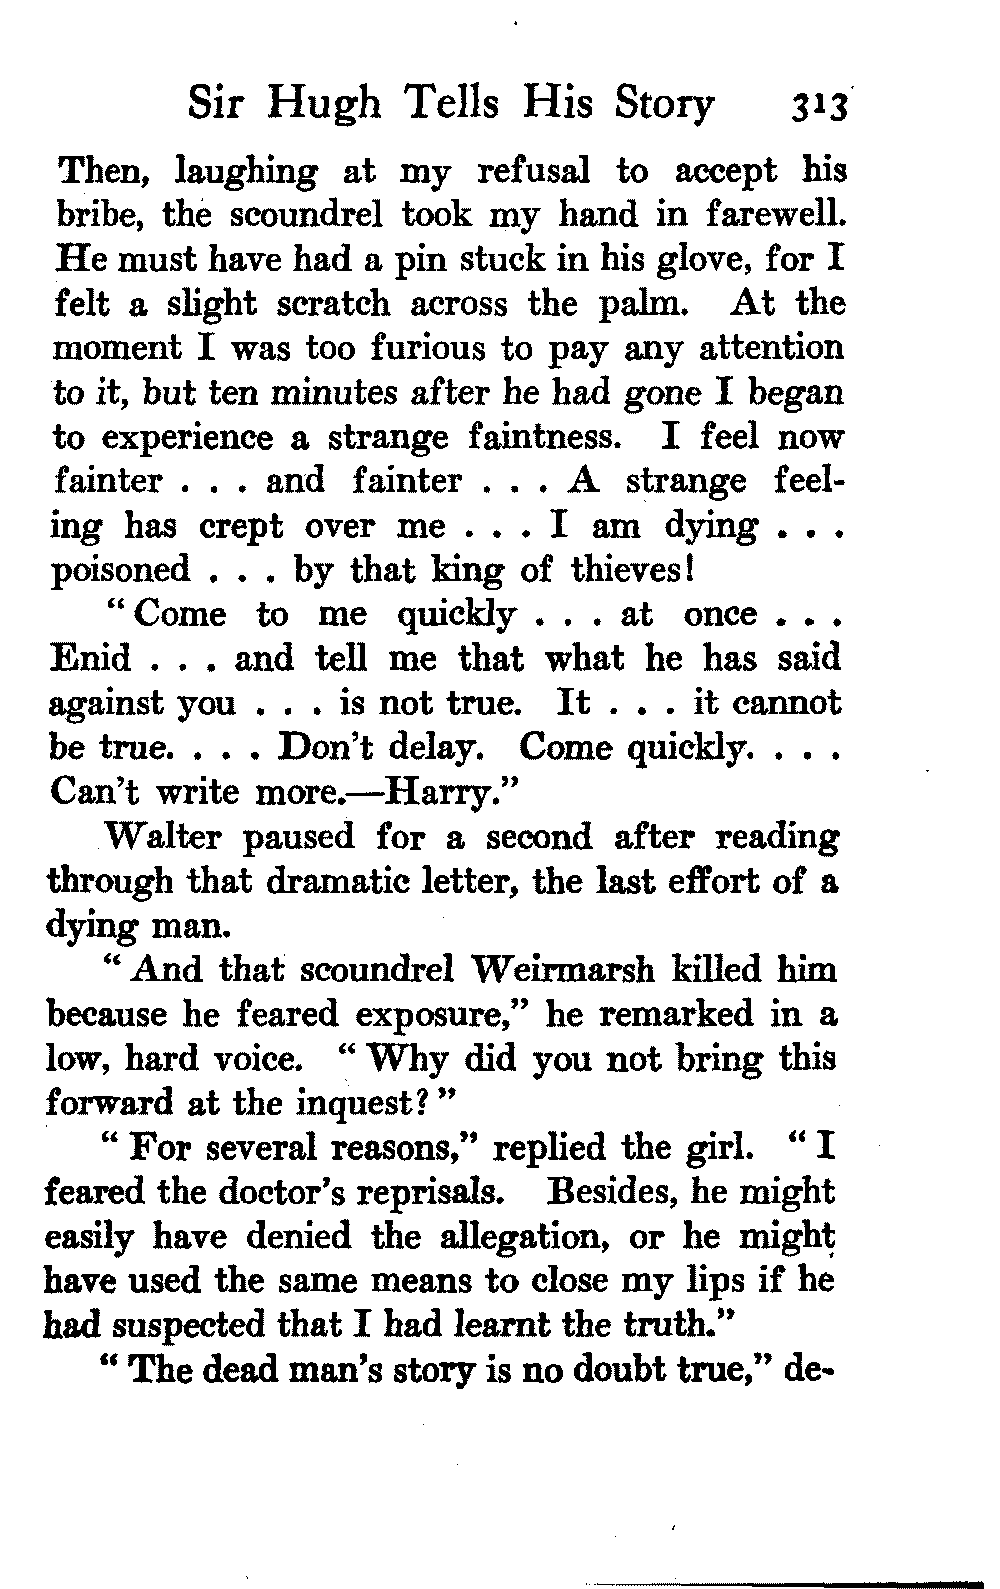 Sir Hugh Tells His Story 313
Then, laughing at my refusal to accept his
bribe, the scoundrel took my hand in farewell.
He must have had a pin stuck in his glove, for I
felt a slight scratch across the palm. At the
moment I was too furious to pay any attention
to it, but ten minutes after he had gone I began
to experience a strange faintness. I feel now
fainter . . . and fainter . . . A strange feel-
ing has crept over me . . . I am dying . . .
poisoned . . . by that king of thieves!
“ Come to me quickly . . . at once . . .
Enid . . . and tell me that what he has said
against you . . . is not true. It . . . it cannot
be true. . . . Don't delay. Come quickly. . . .
Can't write more.—Harry.”
Walter paused for a second after reading
through that dramatic letter, the last effort of a
dying man.
“ And that scoundrel Weirmarsh killed him
because he feared exposure,” he remarked in a
low, hard voice. “ Why did you not bring this
forward at the inquest? ”
“ For several reasons,” replied the girl. “ I
feared the doctor's reprisals. Besides, he might
easily have denied the allegation, or he might
have used the same means to close my lips if he
had suspected that I had learnt the truth.”
“ The dead man's story is no doubt true,” de-